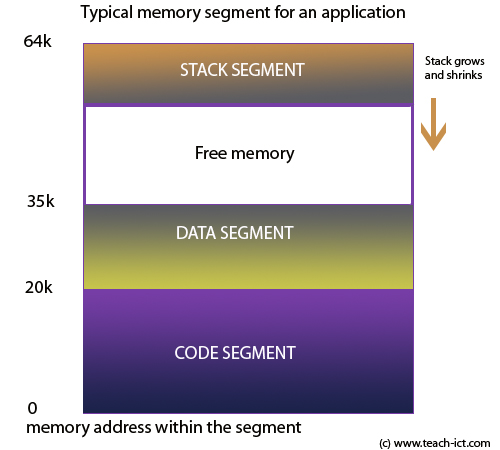 Typical memory segment for an application
64k
STACK SEGMENT
Stack grows
and shrinks
Free memory
35k
DATA SEGMENT
20k
CODE SEGMENT
0
memory address within the segment
(c) www.teach-ict.com